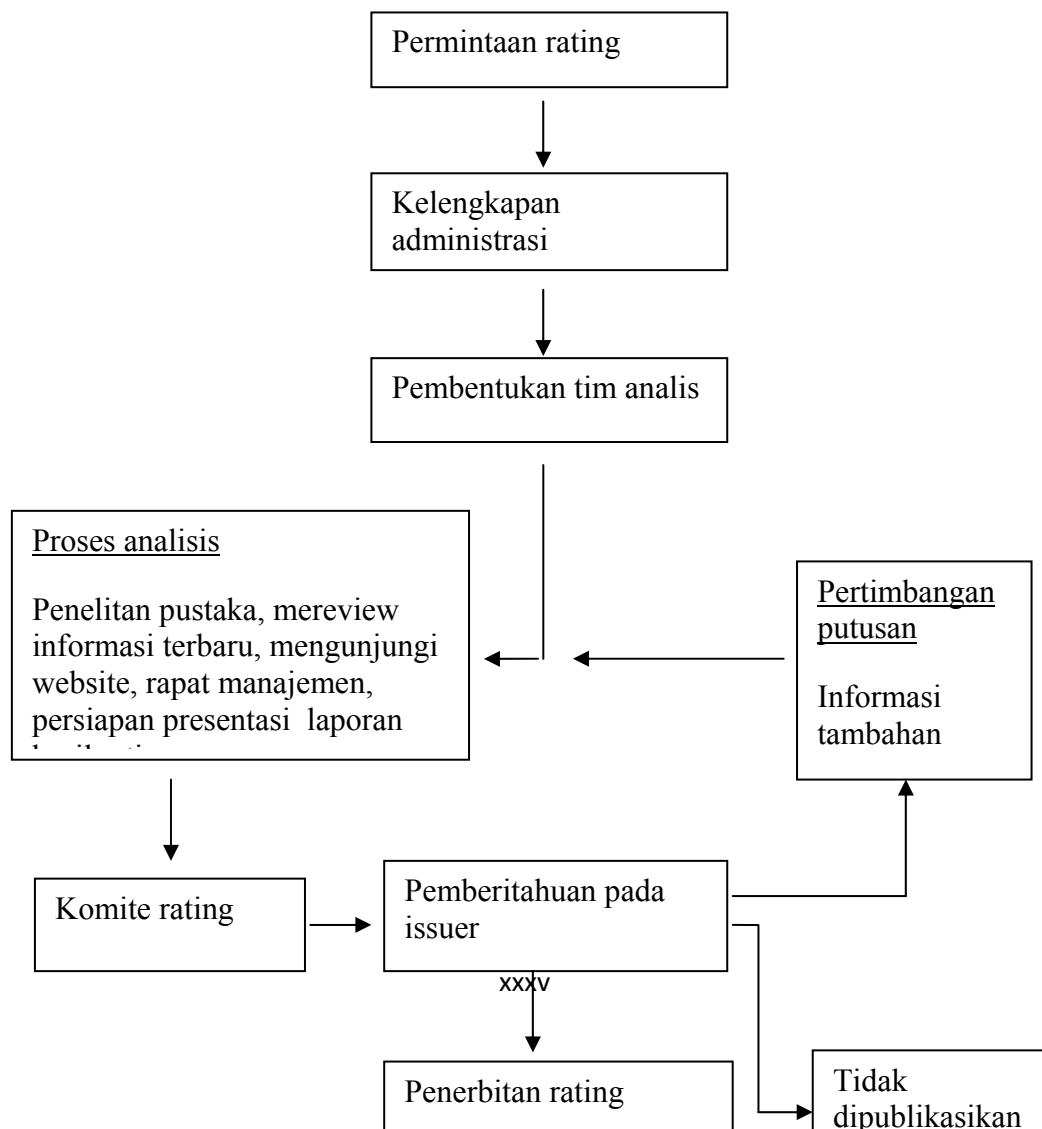 Permintaan rating
Kelengkapan
administrasi
Pembentukan tim analis
Proses analisis
Penelitan pustaka, mereview
informasi terbaru, mengunjungi
website, rapat manajemen,
persiapan presentasi laporan
Pertimbangan
putusan
Informasi
tambahan
Komite rating
Pemberitahuan pada
issuer
xxxv
Penerbitan rating
Tidak
dipublikasikan